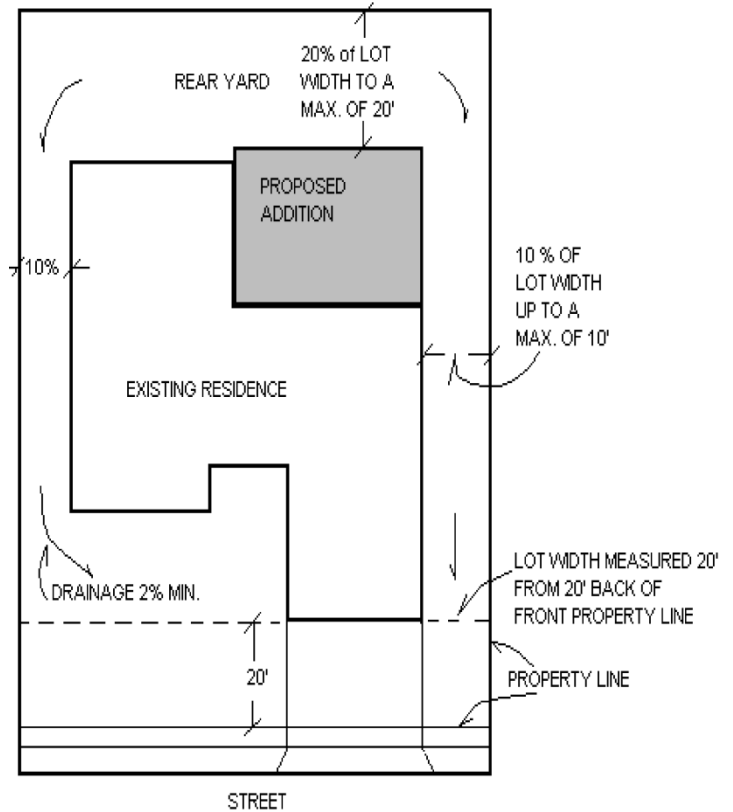 20% of LOT
WIDTH TO A
MAX. OF 20'
REAR YARD
PROPOSED
ADDITION
10%
10 % OF
LOT WIDTH
UP TO A
MAX. OF 10'
EXISTING RESIDENCE
DRAINAGE 2% MIN.
LOT WIDTH MEASURED 20'
FROM 20' BACK OF
FRONT PROPERTY LINE
20'
PROPERTY LINE
STREET